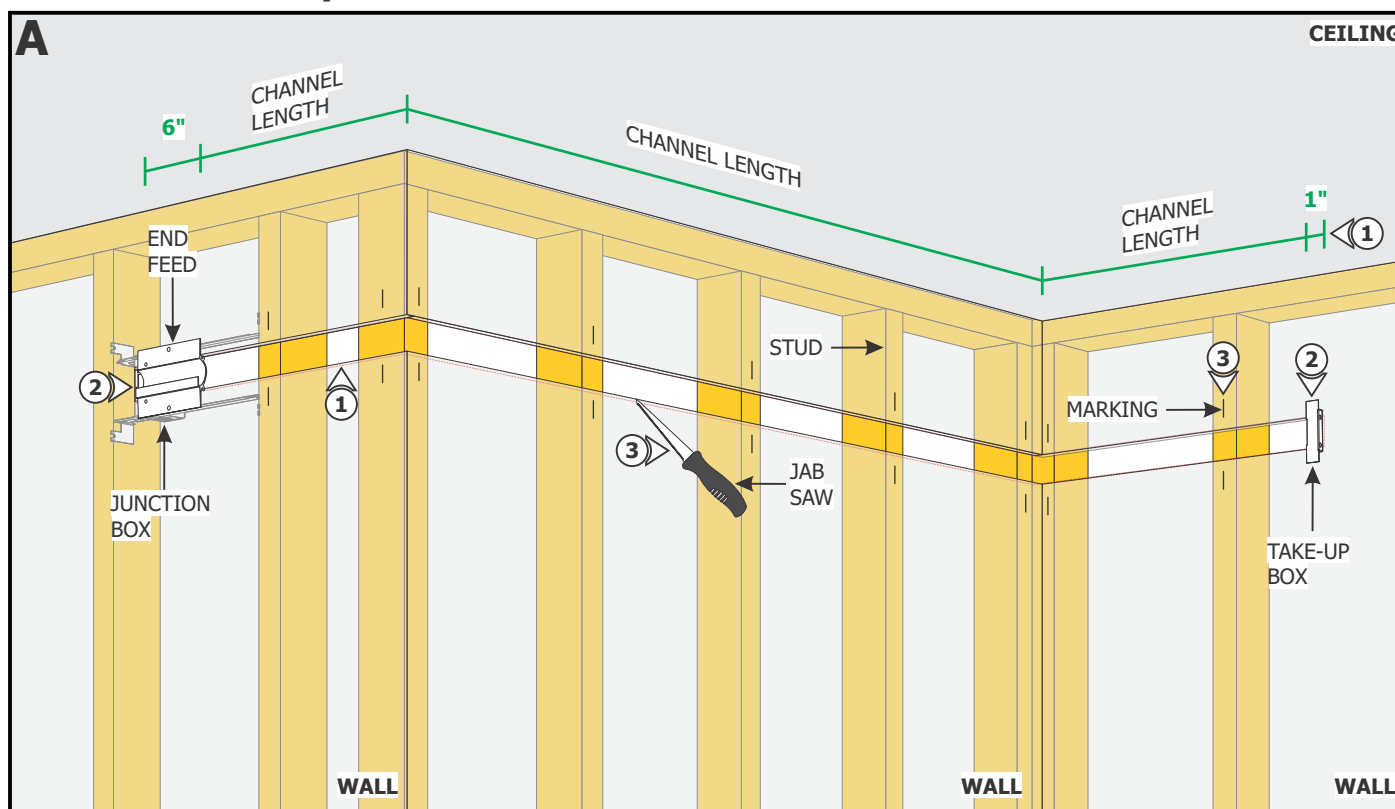 A
CEILING
CHANNEL
LENGTH
6"
CHANNEL LENGTH
1"
CHANNEL
LENGTH
1
END
FEED
STUD
3
2
2
1
MARKING
3
JAB
SAW
JUNCTION
BOX
TAKE-UP
BOX
WALL
WALL
WALL